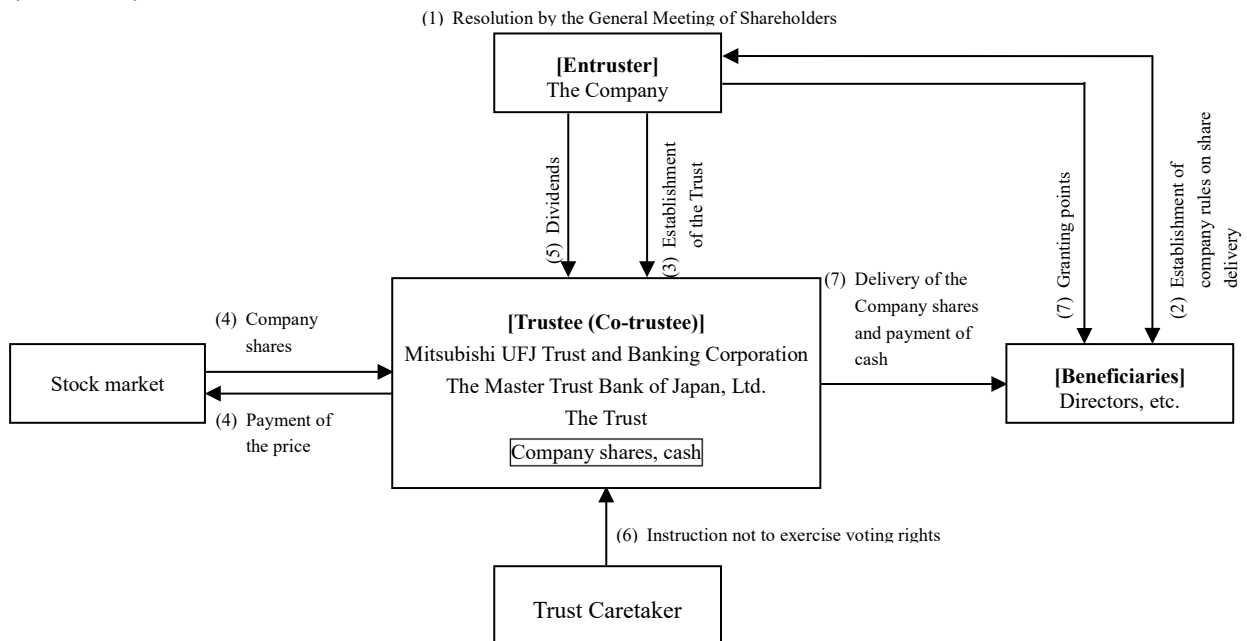 (1) Resolution by the General Meeting of Shareholders
[Entruster]
The Company
(5) Dividends
(3) Establishment
of the Trust
(7) Granting points
(2) Establishment of
company rules on share
delivery
(4) Company
shares
Stock market
(4) Payment of
the price
[Trustee (Co-trustee)]
Mitsubishi UFJ Trust and Banking Corporation
The Master Trust Bank of Japan, Ltd.
The Trust
Company shares, cash
(7) Delivery of the
Company shares
and payment of
cash
[Beneficiaries]
Directors, etc.
(6) Instruction not to exercise voting rights
Trust Caretaker